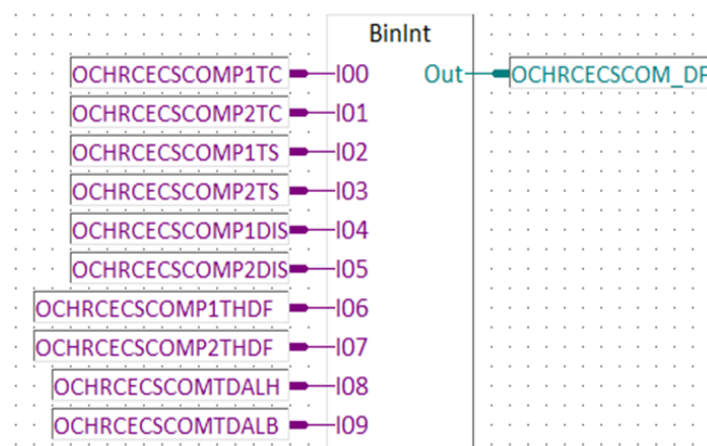 BinInt
OCHRCECSCOMP1TC I00 Out OCHRCECSCOM_DF
OCHRCECSCOMP2TC I01
OCHRCECSCOMP1TS I02
OCHRCECSCOMP2TS I03
OCHRCECSCOMP1DIS I04
OCHRCECSCOMP2DIS I05
OCHRCECSCOMP1THDF I06
OCHRCECSCOMP2THDF I07
OCHRCECSCOMTDALH I08
OCHRCECSCOMTDALB I09